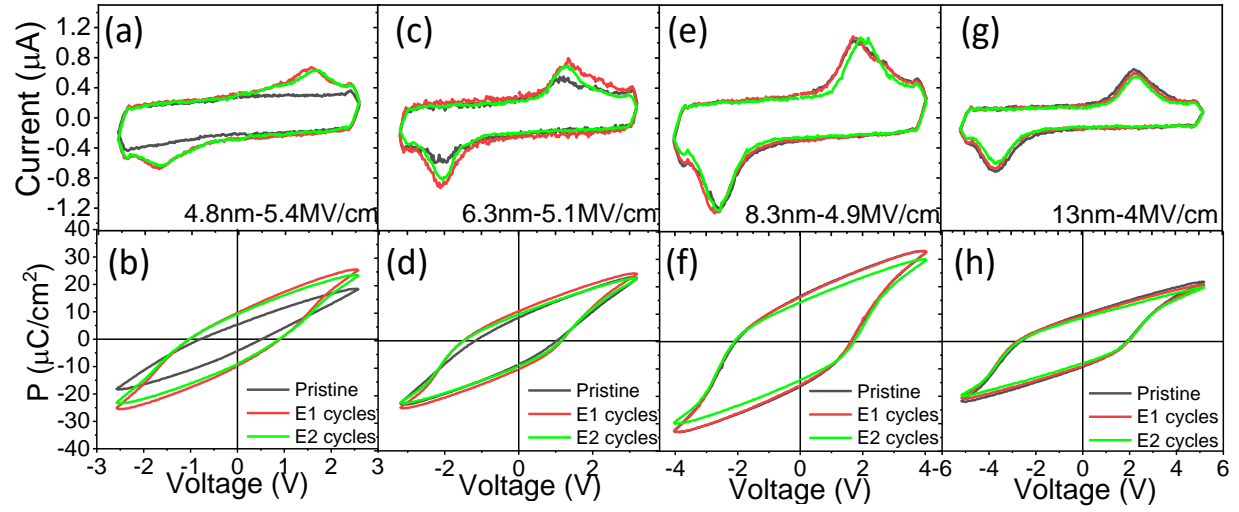 (a) (c) (e) (g)
1.2
0.8
0.4
0.0
-0.4
-0.8
-1.2
Current (μA)
4.8nm-5.4MV/cm 6.3nm-5.1MV/cm 8.3nm-4.9MV/cm 13nm-4MV/cm
(b) (d) (f) (h)
40
30
20
10
0
-10
-20
-30
-40
P (μC/cm²)
Pristine Pristine Pristine Pristine
E1 cycles E1 cycles E1 cycles E1 cycles
E2 cycles E2 cycles E2 cycles E2 cycles
-3 -2 -1 0 1 2 3 -2 0 2 -4 -2 0 2 4 -6 -4 -2 0 2 4 6
Voltage (V) Voltage (V) Voltage (V) Voltage (V)